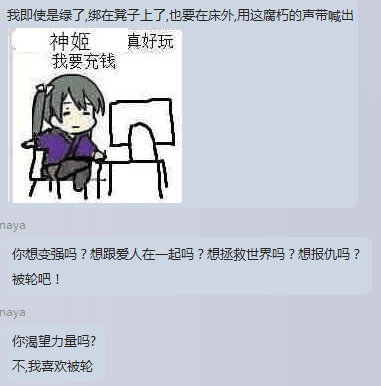 我即使是绿了,绑在凳子上了,也要在床外,用这腐朽的声带喊出
神姬 真好玩
我要充钱
naya
你想变强吗？想跟爱人在一起吗？想拯救世界吗？想报仇吗？
被轮吧！
naya
你渴望力量吗?
不,我喜欢被轮